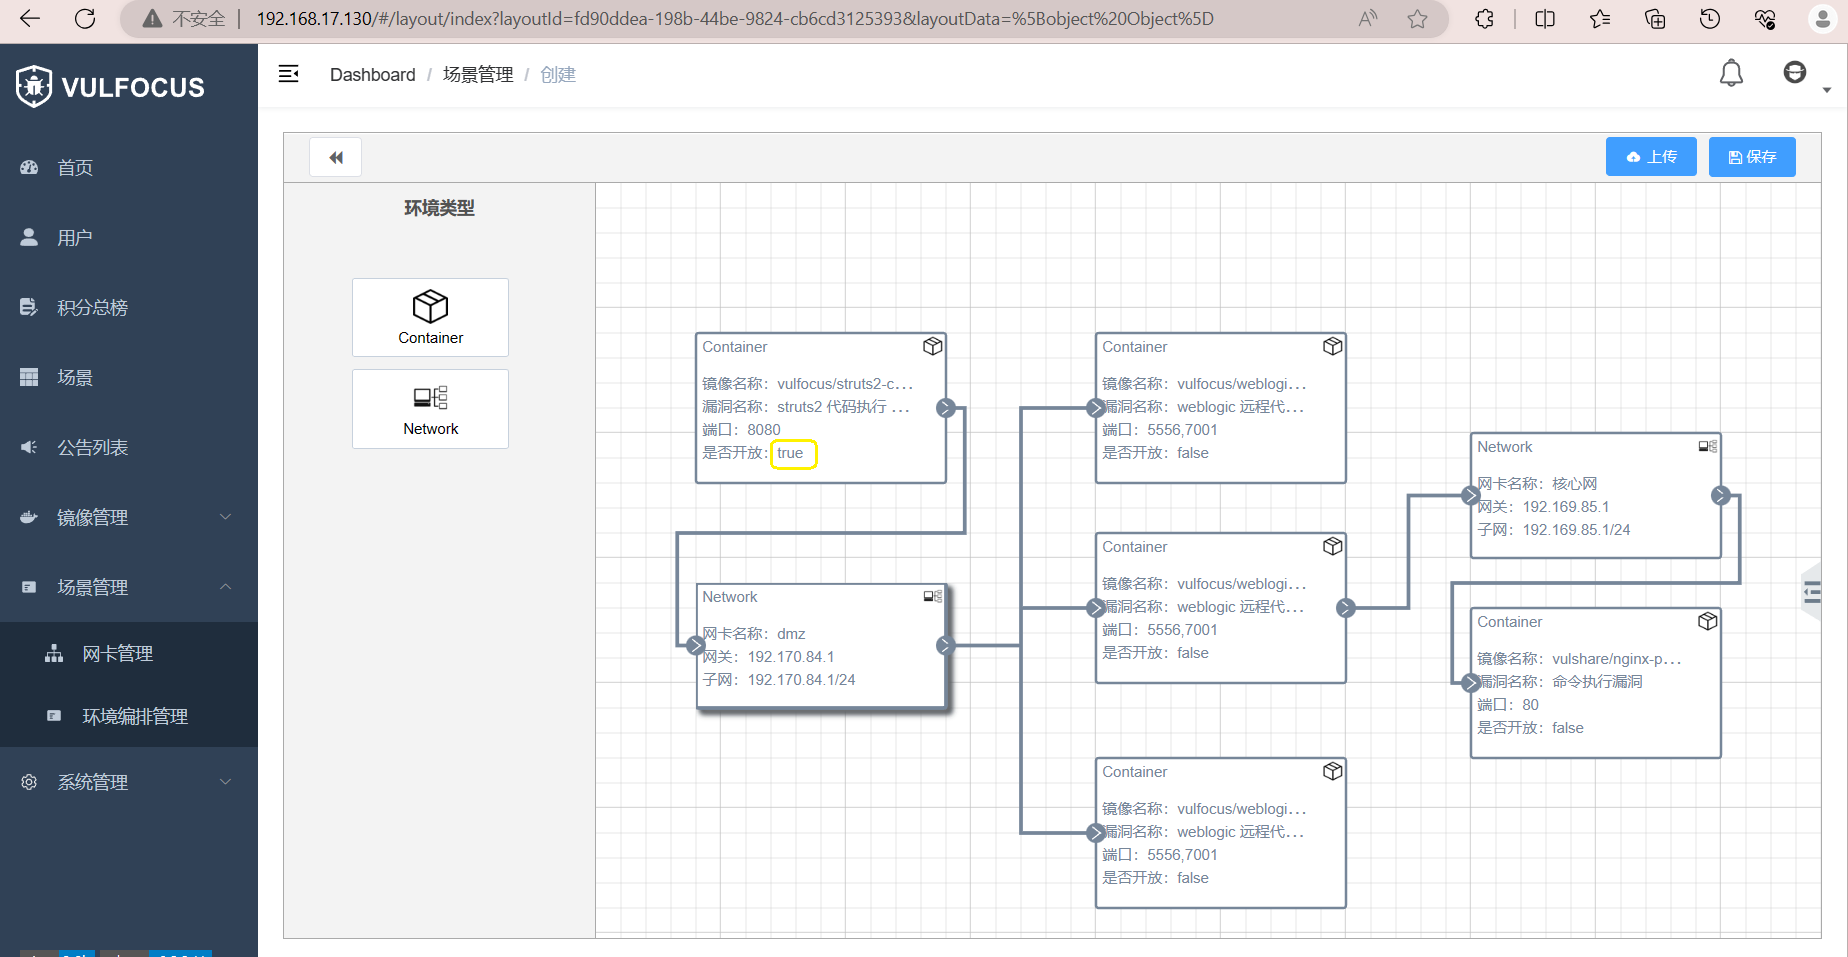 不安全
192.168.17.130/#/layout/index?layoutId=fd90ddea-198b-44be-9824-cb6cd3125393&layoutData=%5Bobject%20Object%5D
VULFOCUS
Dashboard / 场景管理 / 创建
首页
用户
积分总榜
场景
公告列表
镜像管理
场景管理
网卡管理
环境编排管理
系统管理
上传
保存
环境类型
Container
Network
Container
镜像名称：vulfocus/struts2-c...
漏洞名称：struts2 代码执行 ...
端口：8080
是否开放：true
Network
网卡名称：dmz
网关：192.170.84.1
子网：192.170.84.1/24
Container
镜像名称：vulfocus/weblogi...
漏洞名称：weblogic 远程代...
端口：5556,7001
是否开放：false
Container
镜像名称：vulfocus/weblogi...
漏洞名称：weblogic 远程代...
端口：5556,7001
是否开放：false
Container
镜像名称：vulfocus/weblogi...
漏洞名称：weblogic 远程代...
端口：5556,7001
是否开放：false
Network
网卡名称：核心网
网关：192.169.85.1
子网：192.169.85.1/24
Container
镜像名称：vulshare/nginx-p...
漏洞名称：命令执行漏洞
端口：80
是否开放：false